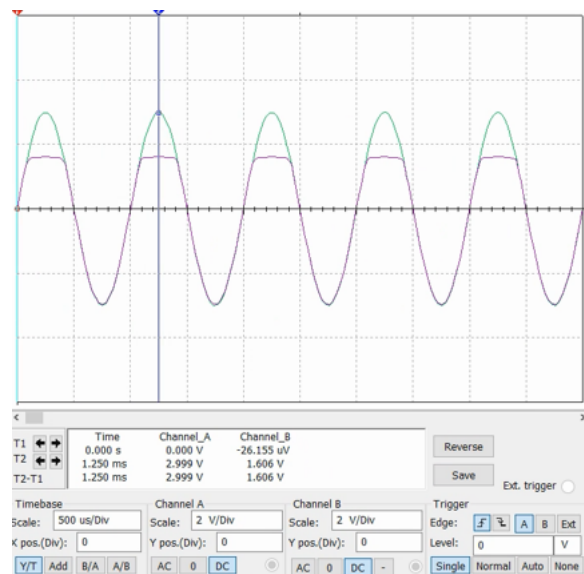 T1
T2
T2-T1
Time Channel_A Channel_B
0.000 s 0.000 V -26.155 uV
1.250 ms 2.999 V 1.606 V
1.250 ms 2.999 V 1.606 V
Reverse
Save
Ext. trigger
Timebase
Scale: 500 us/Div
X pos.(Div): 0
Y/T Add B/A A/B
Channel A
Scale: 2 V/Div
Y pos.(Div): 0
AC 0 DC
Channel B
Scale: 2 V/Div
Y pos.(Div): 0
AC 0 DC -
Trigger
Edge: A B Ext
Level: 0 V
Single Normal Auto None